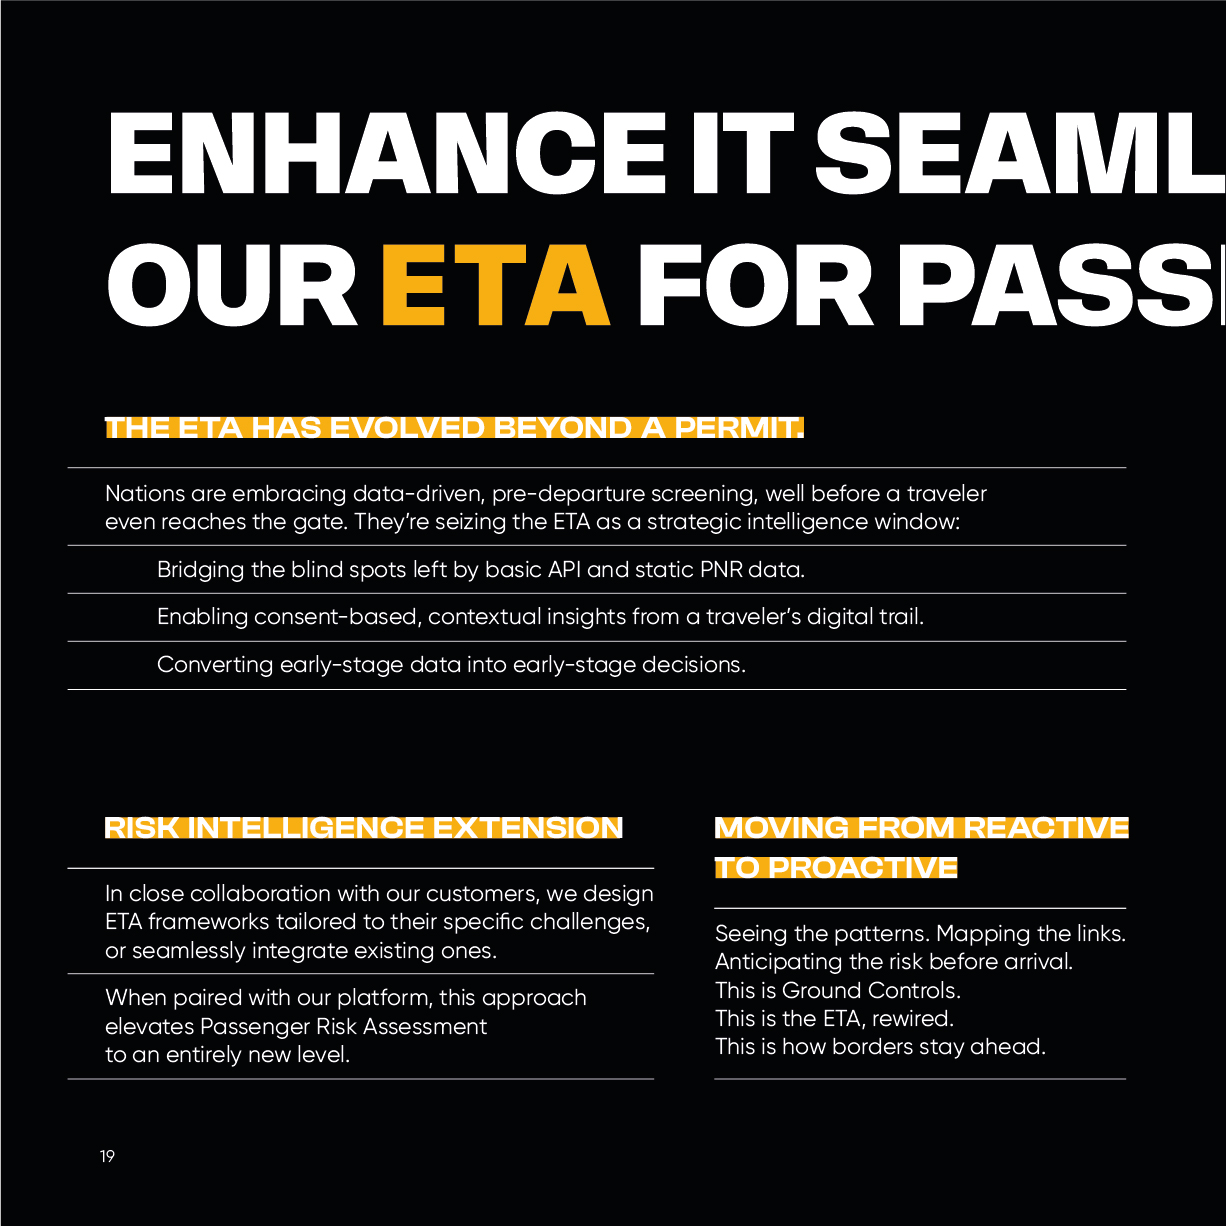 ENHANCE IT SEAML
OUR ETA FOR PASS
THE ETA HAS EVOLVED BEYOND A PERMIT.
Nations are embracing data-driven, pre-departure screening, well before a traveler
even reaches the gate. They’re seizing the ETA as a strategic intelligence window:
Bridging the blind spots left by basic API and static PNR data.
Enabling consent-based, contextual insights from a traveler’s digital trail.
Converting early-stage data into early-stage decisions.
RISK INTELLIGENCE EXTENSION
In close collaboration with our customers, we design
ETA frameworks tailored to their specific challenges,
or seamlessly integrate existing ones.
When paired with our platform, this approach
elevates Passenger Risk Assessment
to an entirely new level.
MOVING FROM REACTIVE
TO PROACTIVE
Seeing the patterns. Mapping the links.
Anticipating the risk before arrival.
This is Ground Controls.
This is the ETA, rewired.
This is how borders stay ahead.
19